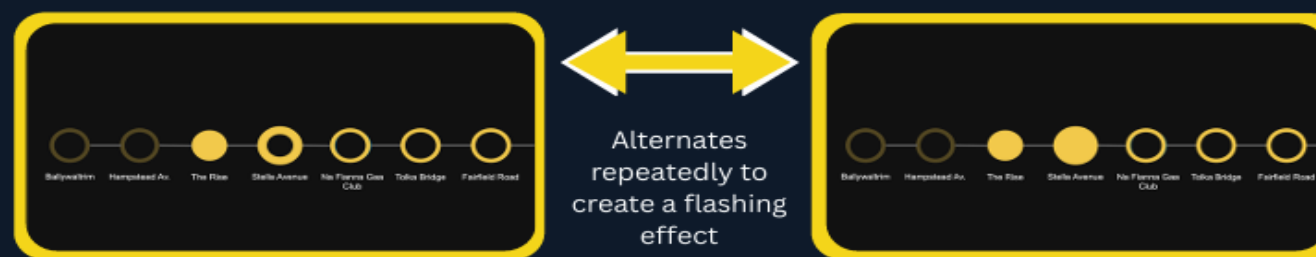 Ballywaltrim Hampstead Av. The Rise Stella Avenue Na Fianna Gaa Tolka Bridge Fairfield Road
Club
Alternates
repeatedly to
create a flashing
effect
Ballywaltrim Hampstead Av. The Rise Stella Avenue Na Fianna Gaa Tolka Bridge Fairfield Road
Club